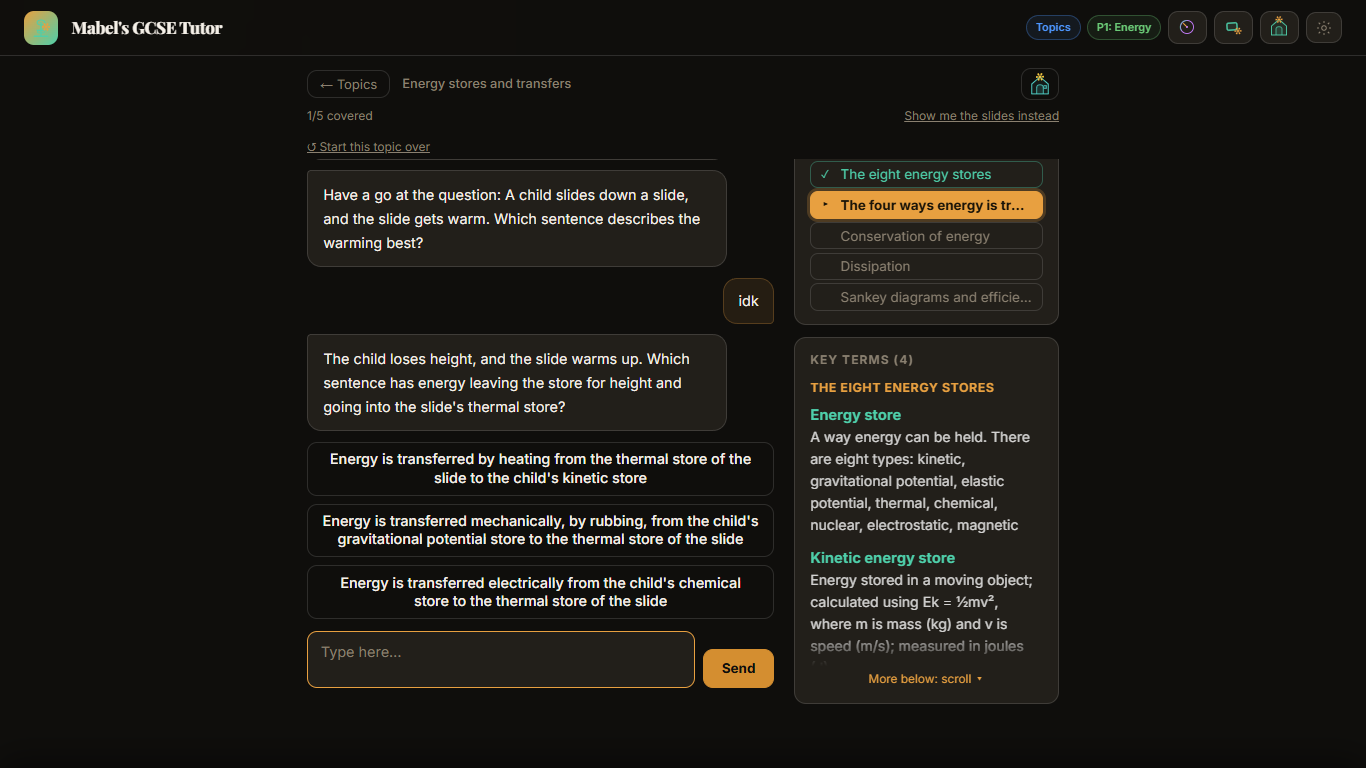 Mabel's GCSE Tutor
Topics
P1: Energy
← Topics
Energy stores and transfers
1/5 covered
Show me the slides instead
↺ Start this topic over
Have a go at the question: A child slides down a slide,
and the slide gets warm. Which sentence describes the
warming best?
idk
The child loses height, and the slide warms up. Which
sentence has energy leaving the store for height and
going into the slide's thermal store?
Energy is transferred by heating from the thermal store of the
slide to the child's kinetic store
Energy is transferred mechanically, by rubbing, from the child's
gravitational potential store to the thermal store of the slide
Energy is transferred electrically from the child's chemical
store to the thermal store of the slide
Type here...
Send
✓ The eight energy stores
‣ The four ways energy is tr...
Conservation of energy
Dissipation
Sankey diagrams and efficie...
KEY TERMS (4)
THE EIGHT ENERGY STORES
Energy store
A way energy can be held. There
are eight types: kinetic,
gravitational potential, elastic
potential, thermal, chemical,
nuclear, electrostatic, magnetic
Kinetic energy store
Energy stored in a moving object;
calculated using Ek = ½mv²,
where m is mass (kg) and v is
speed (m/s); measured in joules
More below: scroll ▾